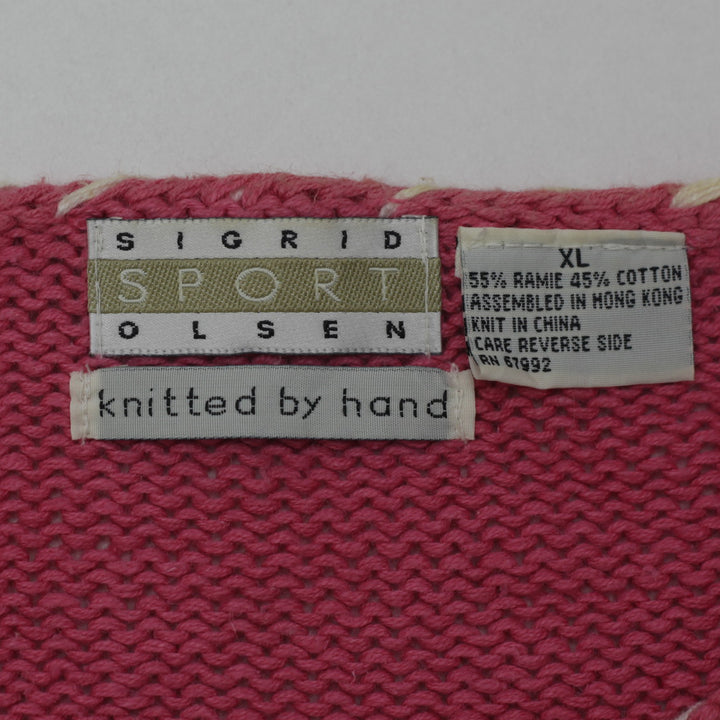 SIGRID
SPORT
OLSEN
knitted by hand
XL
55% RAMIE 45% COTTON
ASSEMBLED IN HONG KONG
KNIT IN CHINA
CARE REVERSE SIDE
RN 67992